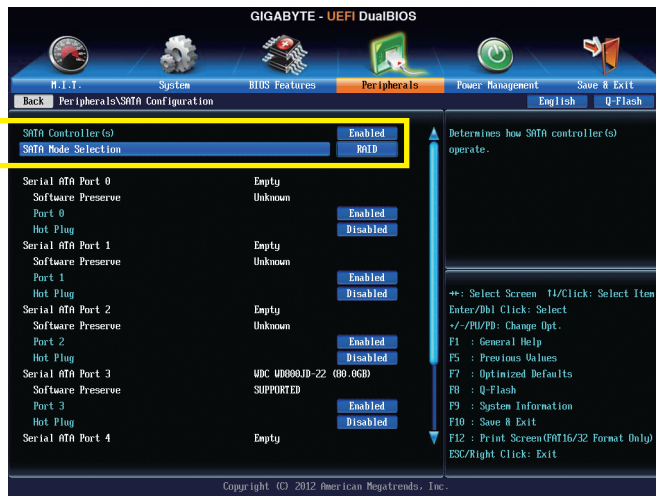 GIGABYTE - UEFI DualBIOS
M.I.T. System BIOS Features Peripherals Power Management Save & Exit
Back Peripherals\SATA Configuration English Q-Flash
SATA Controller(s) Enabled
SATA Mode Selection RAID
Determines how SATA controller(s)
operate.
Serial ATA Port 0 Empty
Software Preserve Unknown
Port 0 Enabled
Hot Plug Disabled
Serial ATA Port 1 Empty
Software Preserve Unknown
Port 1 Enabled
Hot Plug Disabled
Serial ATA Port 2 Empty
Software Preserve Unknown
Port 2 Enabled
Hot Plug Disabled
Serial ATA Port 3 WDC WD800JD-22 (80.0GB)
Software Preserve SUPPORTED
Port 3 Enabled
Hot Plug Disabled
Serial ATA Port 4 Empty
→←: Select Screen ↑↓/Click: Select Item
Enter/Dbl Click: Select
+/-/PU/PD: Change Opt.
F1 : General Help
F5 : Previous Values
F7 : Optimized Defaults
F8 : Q-Flash
F9 : System Information
F10 : Save & Exit
F12 : Print Screen(FAT16/32 Format Only)
ESC/Right Click: Exit
Copyright (C) 2012 American Megatrends, Inc.